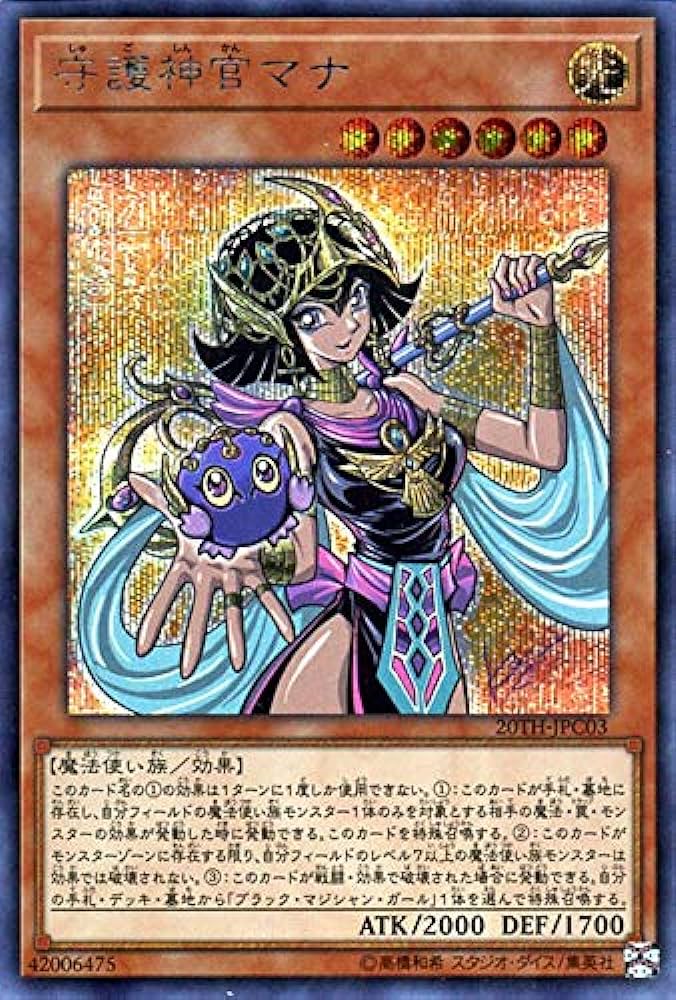 守護神官マナ
しゅ ご しん かん
光
20TH-JPC03
【魔法使い族／効果】
このカード名の①の効果は1ターンに1度しか使用できない。①:このカードが手札・墓地に
存在し、自分フィールドの魔法使い族モンスター1体のみを対象とする相手の魔法・罠・モン
スターの効果が発動した時に発動できる。このカードを特殊召喚する。②:このカードが
モンスターゾーンに存在する限り、自分フィールドのレベル7以上の魔法使い族モンスターは
効果では破壊されない。③:このカードが戦闘・効果で破壊された場合に発動できる。自分
の手札・デッキ・墓地から「ブラック・マジシャン・ガール」1体を選んで特殊召喚する。
ATK/2000 DEF/1700
42006475
©高橋和希 スタジオ・ダイス/集英社